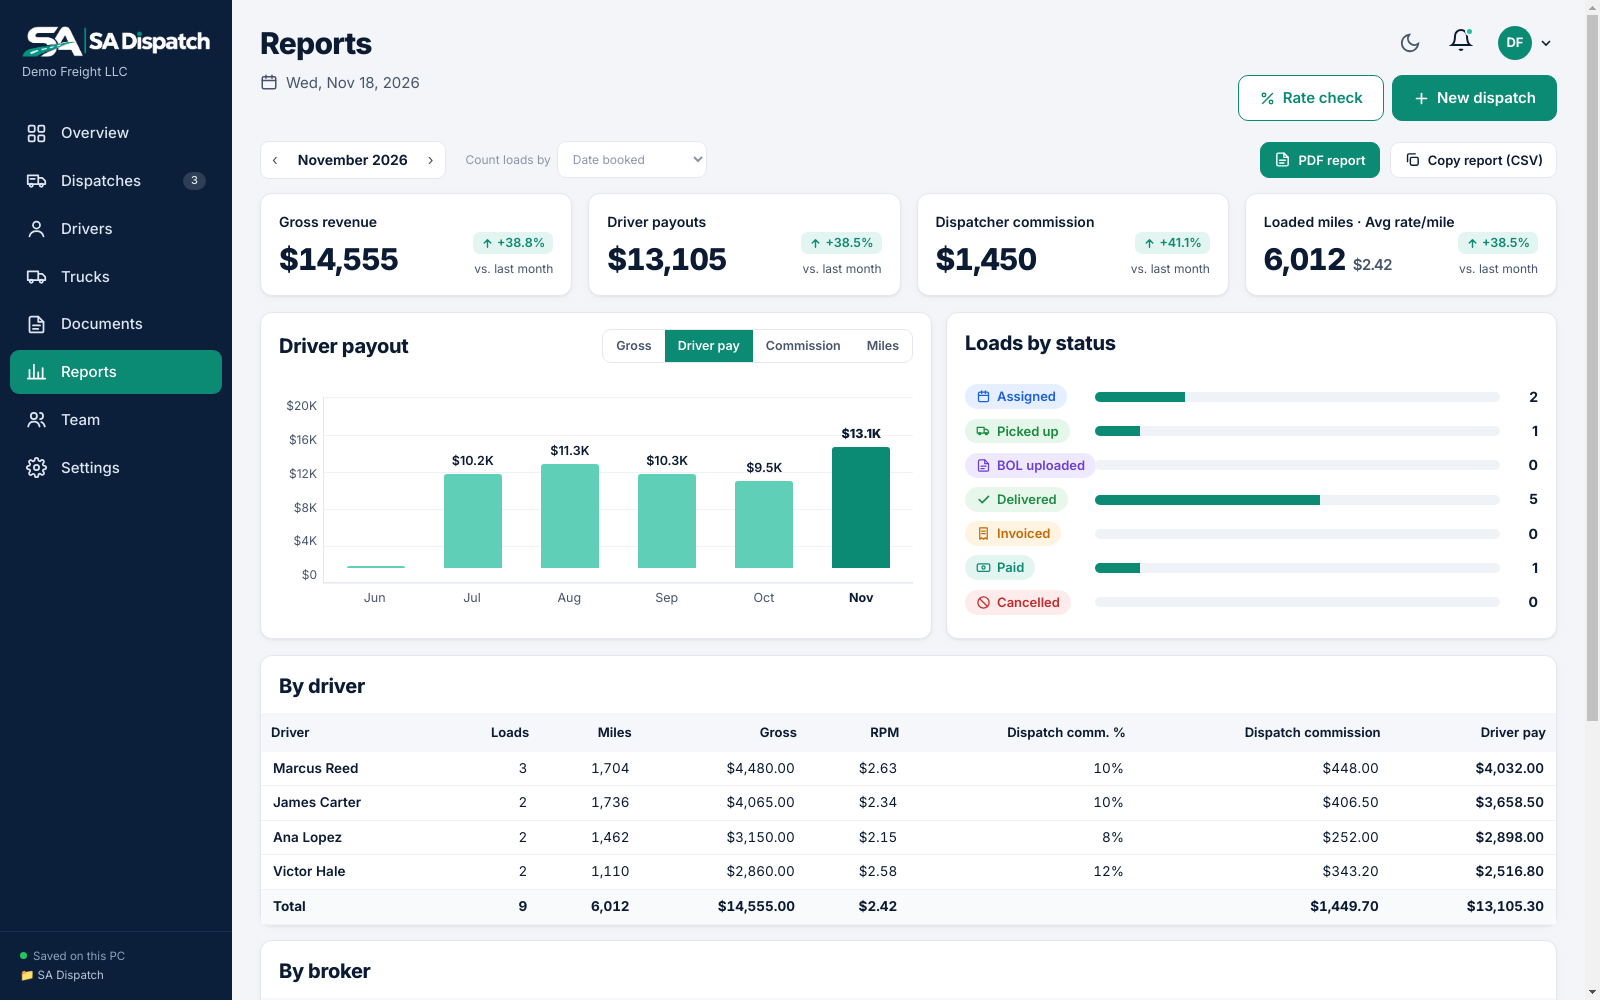 SA SA Dispatch
Demo Freight LLC
Overview
Dispatches 3
Drivers
Trucks
Documents
Reports
Team
Settings
Saved on this PC
SA Dispatch
Reports
Wed, Nov 18, 2026
DF
Rate check
New dispatch
November 2026
Count loads by Date booked
PDF report
Copy report (CSV)
Gross revenue
$14,555
+38.8%
vs. last month
Driver payouts
$13,105
+38.5%
vs. last month
Dispatcher commission
$1,450
+41.1%
vs. last month
Loaded miles · Avg rate/mile
6,012 $2.42
+38.5%
vs. last month
Driver payout
Gross Driver pay Commission Miles
$20K
$16K
$12K
$8K
$4K
$0
$10.2K
$11.3K
$10.3K
$9.5K
$13.1K
Jun Jul Aug Sep Oct Nov
Loads by status
Assigned 2
Picked up 1
BOL uploaded 0
Delivered 5
Invoiced 0
Paid 1
Cancelled 0
By driver
Driver Loads Miles Gross RPM Dispatch comm. % Dispatch commission Driver pay
Marcus Reed 3 1,704 $4,480.00 $2.63 10% $448.00 $4,032.00
James Carter 2 1,736 $4,065.00 $2.34 10% $406.50 $3,658.50
Ana Lopez 2 1,462 $3,150.00 $2.15 8% $252.00 $2,898.00
Victor Hale 2 1,110 $2,860.00 $2.58 12% $343.20 $2,516.80
Total 9 6,012 $14,555.00 $2.42 $1,449.70 $13,105.30
By broker